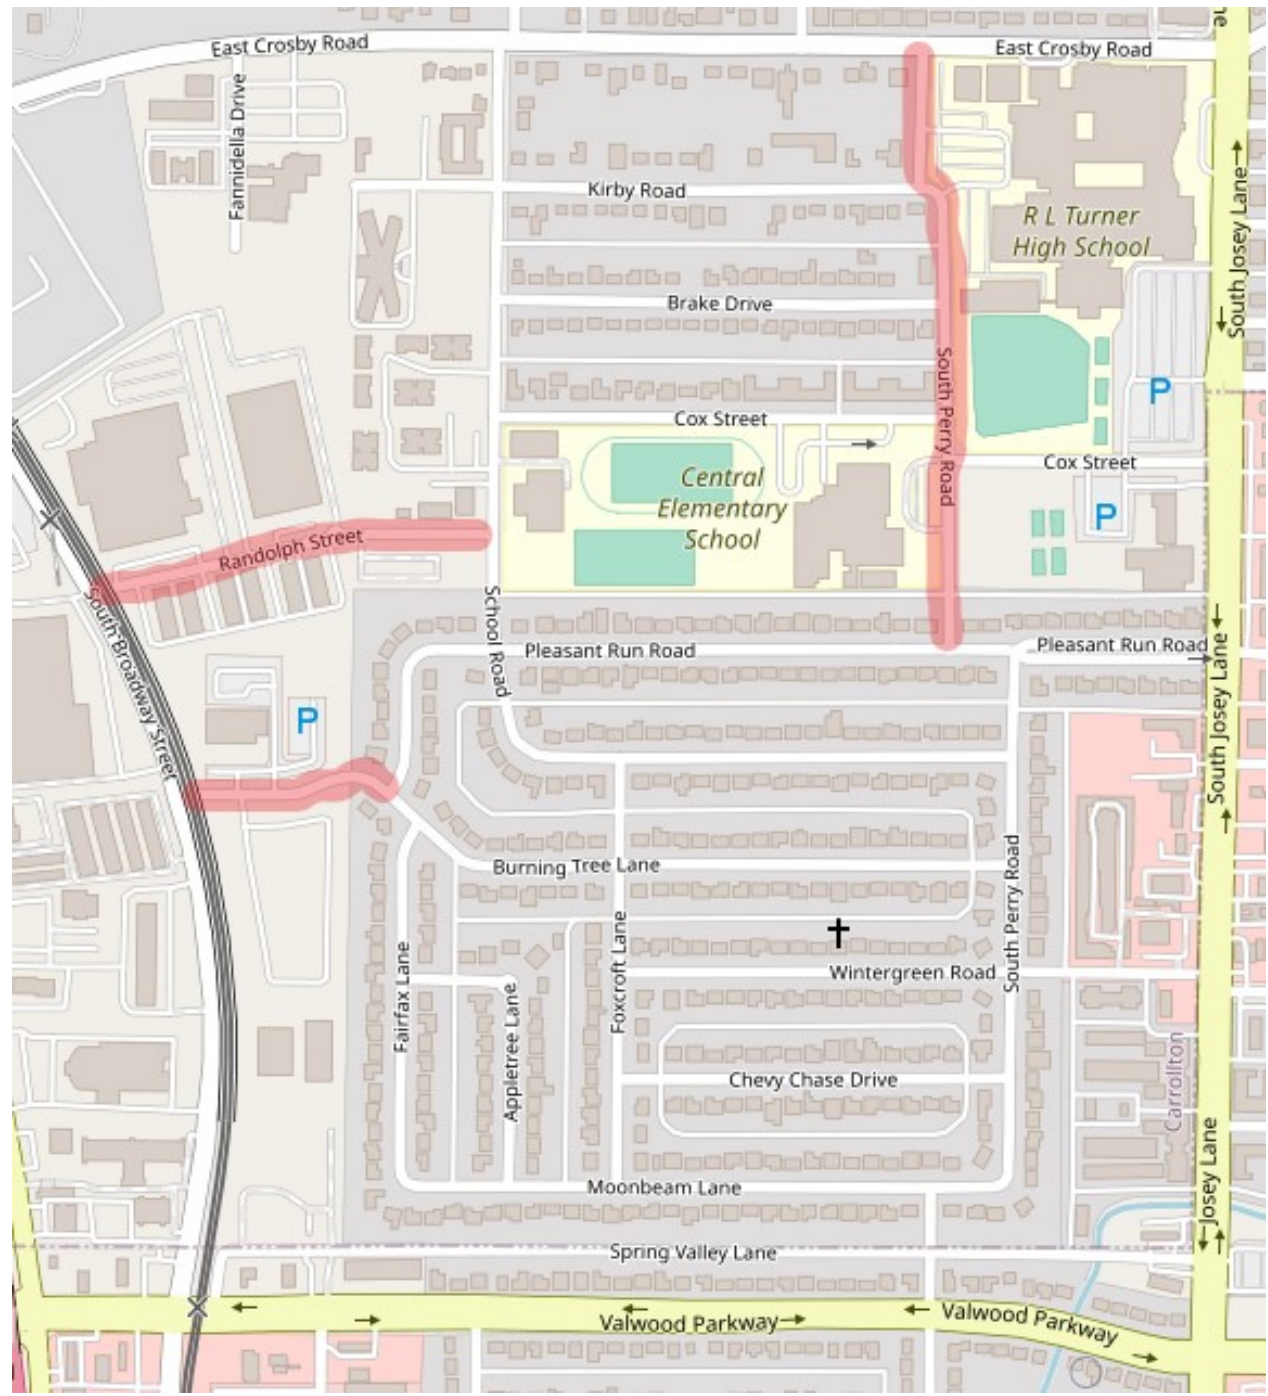 East Crosby Road
East Crosby Road
Fannidella Drive
Kirby Road
R L Turner
High School
South Josey Lane
Brake Drive
South Perry Road
P
Cox Street
Cox Street
Central
Elementary
School
P
Randolph Street
South Broadway Street
School Road
Pleasant Run Road
Pleasant Run Road
South Josey Lane
P
Burning Tree Lane
South Perry Road
Foxcroft Lane
Fairfax Lane
Wintergreen Road
Appletree Lane
Chevy Chase Drive
Carrollton
Josey Lane
Moonbeam Lane
Spring Valley Lane
Valwood Parkway
Valwood Parkway